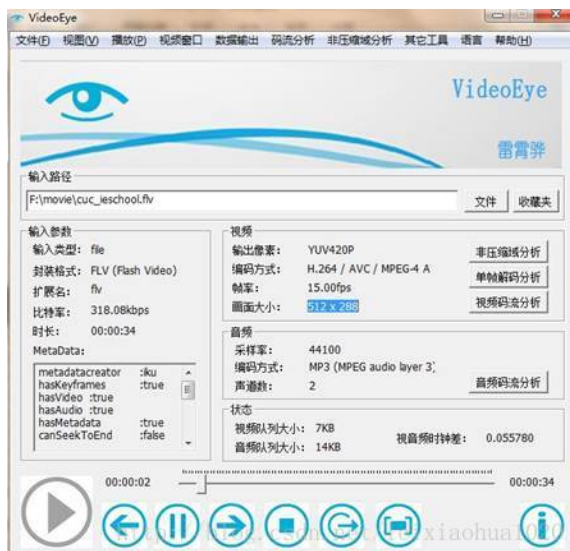 VideoEye
文件(F) 视图(V) 播放(P) 视频窗口 数据输出 码流分析 非压缩域分析 其它工具 语言 帮助(H)
VideoEye
雷霄骅
输入路径
F:\movie\cuc_ieschool.flv 文件 收藏夹
输入参数
输入类型: file
封装格式: FLV (Flash Video)
扩展名: flv
比特率: 318.08kbps
时长: 00:00:34
MetaData:
metadatacreator :iku
hasKeyframes :true
hasVideo :true
hasAudio :true
hasMetadata :true
canSeekToEnd :false
视频
输出像素: YUV420P 非压缩域分析
编码方式: H.264 / AVC / MPEG-4 A 单帧解码分析
帧率: 15.00fps
画面大小: 512 x 288 视频码流分析
音频
采样率: 44100
编码方式: MP3 (MPEG audio layer 3)
声道数: 2 音频码流分析
状态
视频队列大小: 7KB
音频队列大小: 14KB
视音频时钟差: 0.055780
00:00:02 00:00:34